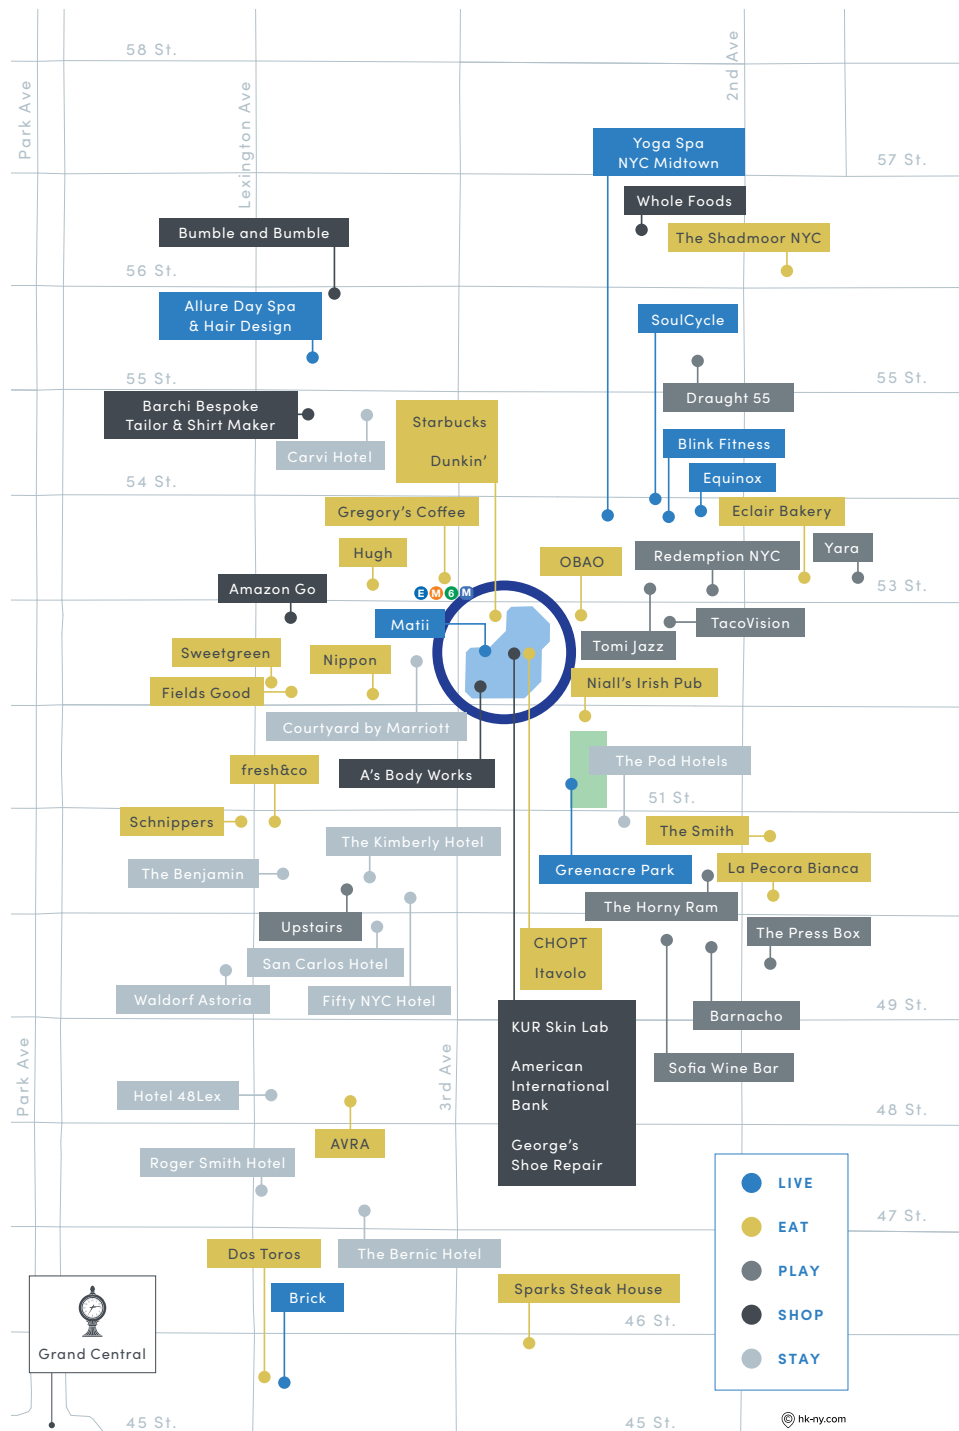 58 St.
2nd Ave
Park Ave
Lexington Ave
Yoga Spa
NYC Midtown
57 St.
Whole Foods
Bumble and Bumble
The Shadmoor NYC
56 St.
Allure Day Spa
& Hair Design
SoulCycle
55 St.
55 St.
Draught 55
Barchi Bespoke
Tailor & Shirt Maker
Starbucks
Dunkin’
Carvi Hotel
Blink Fitness
54 St.
Equinox
Gregory’s Coffee
Eclair Bakery
Hugh
OBAO
Redemption NYC
Yara
Amazon Go
E M 6 M
53 St.
Matii
TacoVision
Tomi Jazz
Sweetgreen
Nippon
Fields Good
Niall’s Irish Pub
Courtyard by Marriott
The Pod Hotels
fresh&co
A’s Body Works
51 St.
Schnippers
The Smith
The Kimberly Hotel
The Benjamin
Greenacre Park
La Pecora Bianca
The Horny Ram
Upstairs
The Press Box
CHOPT
Itavolo
San Carlos Hotel
Waldorf Astoria
Fifty NYC Hotel
49 St.
Barnacho
KUR Skin Lab
American
International
Bank
George’s
Shoe Repair
Park Ave
3rd Ave
Sofia Wine Bar
Hotel 48Lex
48 St.
AVRA
Roger Smith Hotel
LIVE
EAT
PLAY
SHOP
STAY
47 St.
Dos Toros
The Bernic Hotel
Brick
Sparks Steak House
46 St.
Grand Central
45 St.
45 St.
hk-ny.com